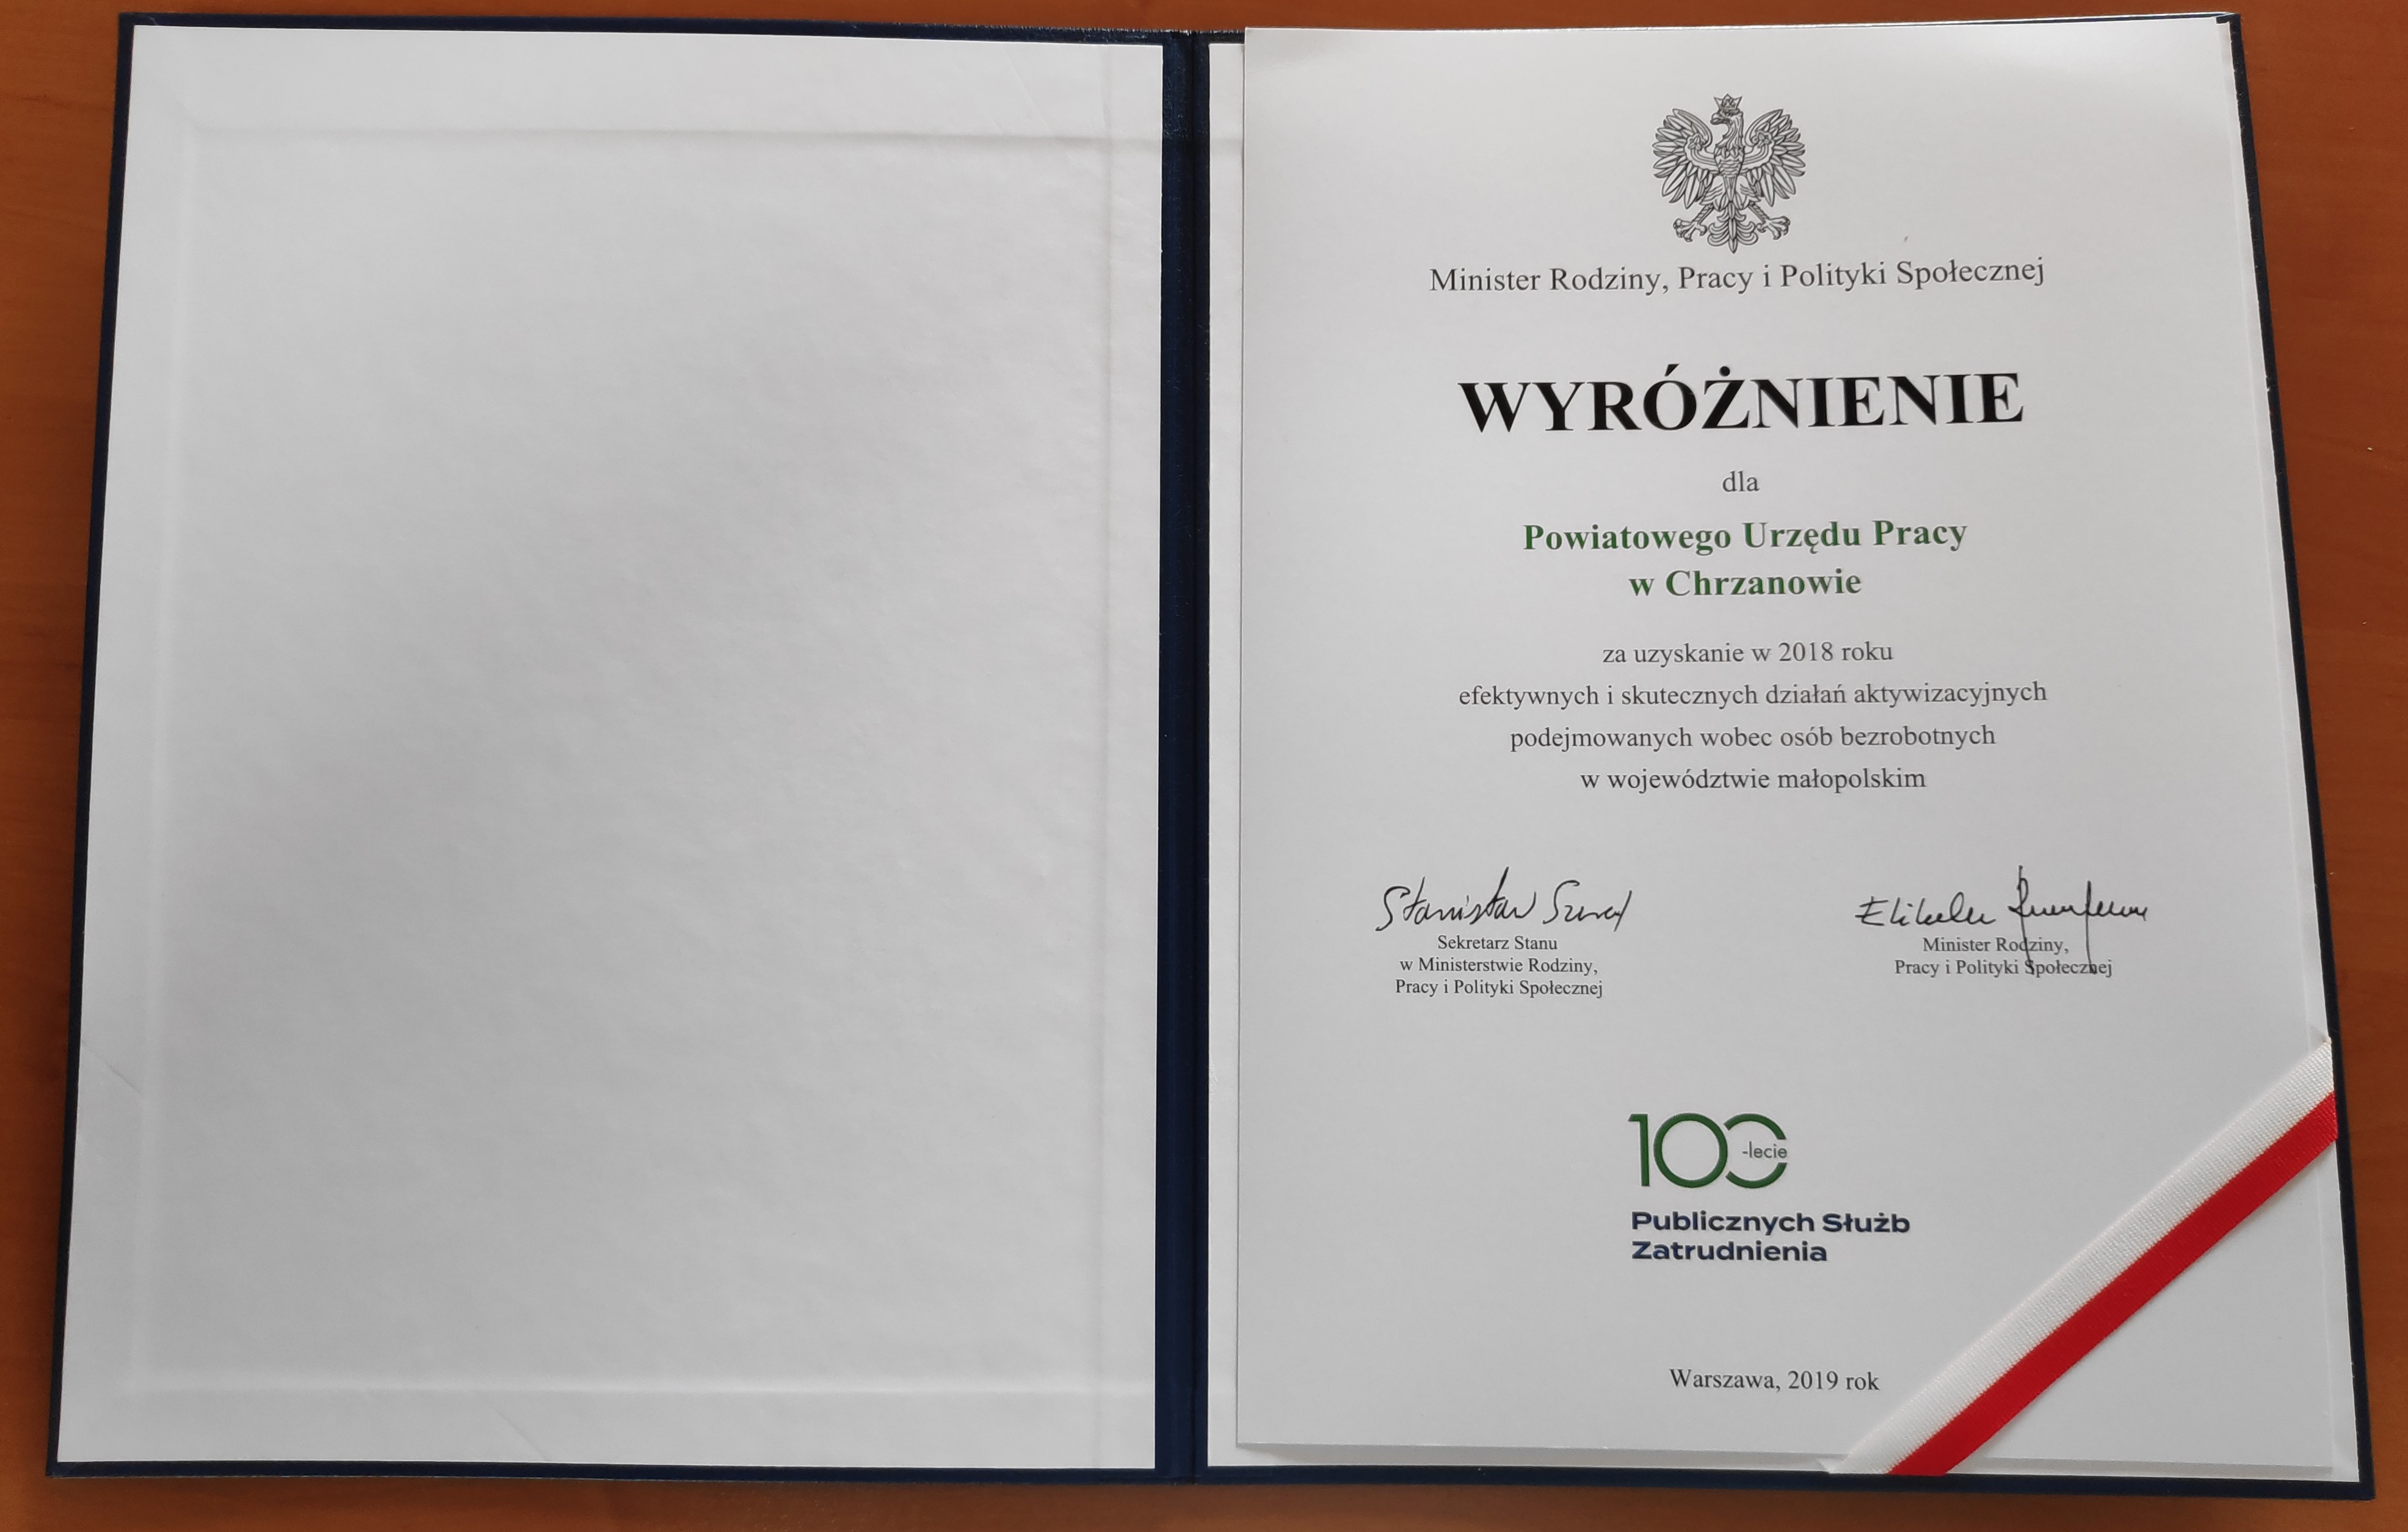 Minister Rodziny, Pracy i Polityki Społecznej
WYRÓŻNIENIE
dla
Powiatowego Urzędu Pracy
w Chrzanowie
za uzyskanie w 2018 roku
efektywnych i skutecznych działań aktywizacyjnych
podejmowanych wobec osób bezrobotnych
w województwie małopolskim
Stanisław Szwed
Sekretarz Stanu
w Ministerstwie Rodziny,
Pracy i Polityki Społecznej
Minister Rodziny,
Pracy i Polityki Społecznej
100
-lecie
Publicznych Służb
Zatrudnienia
Warszawa, 2019 rok